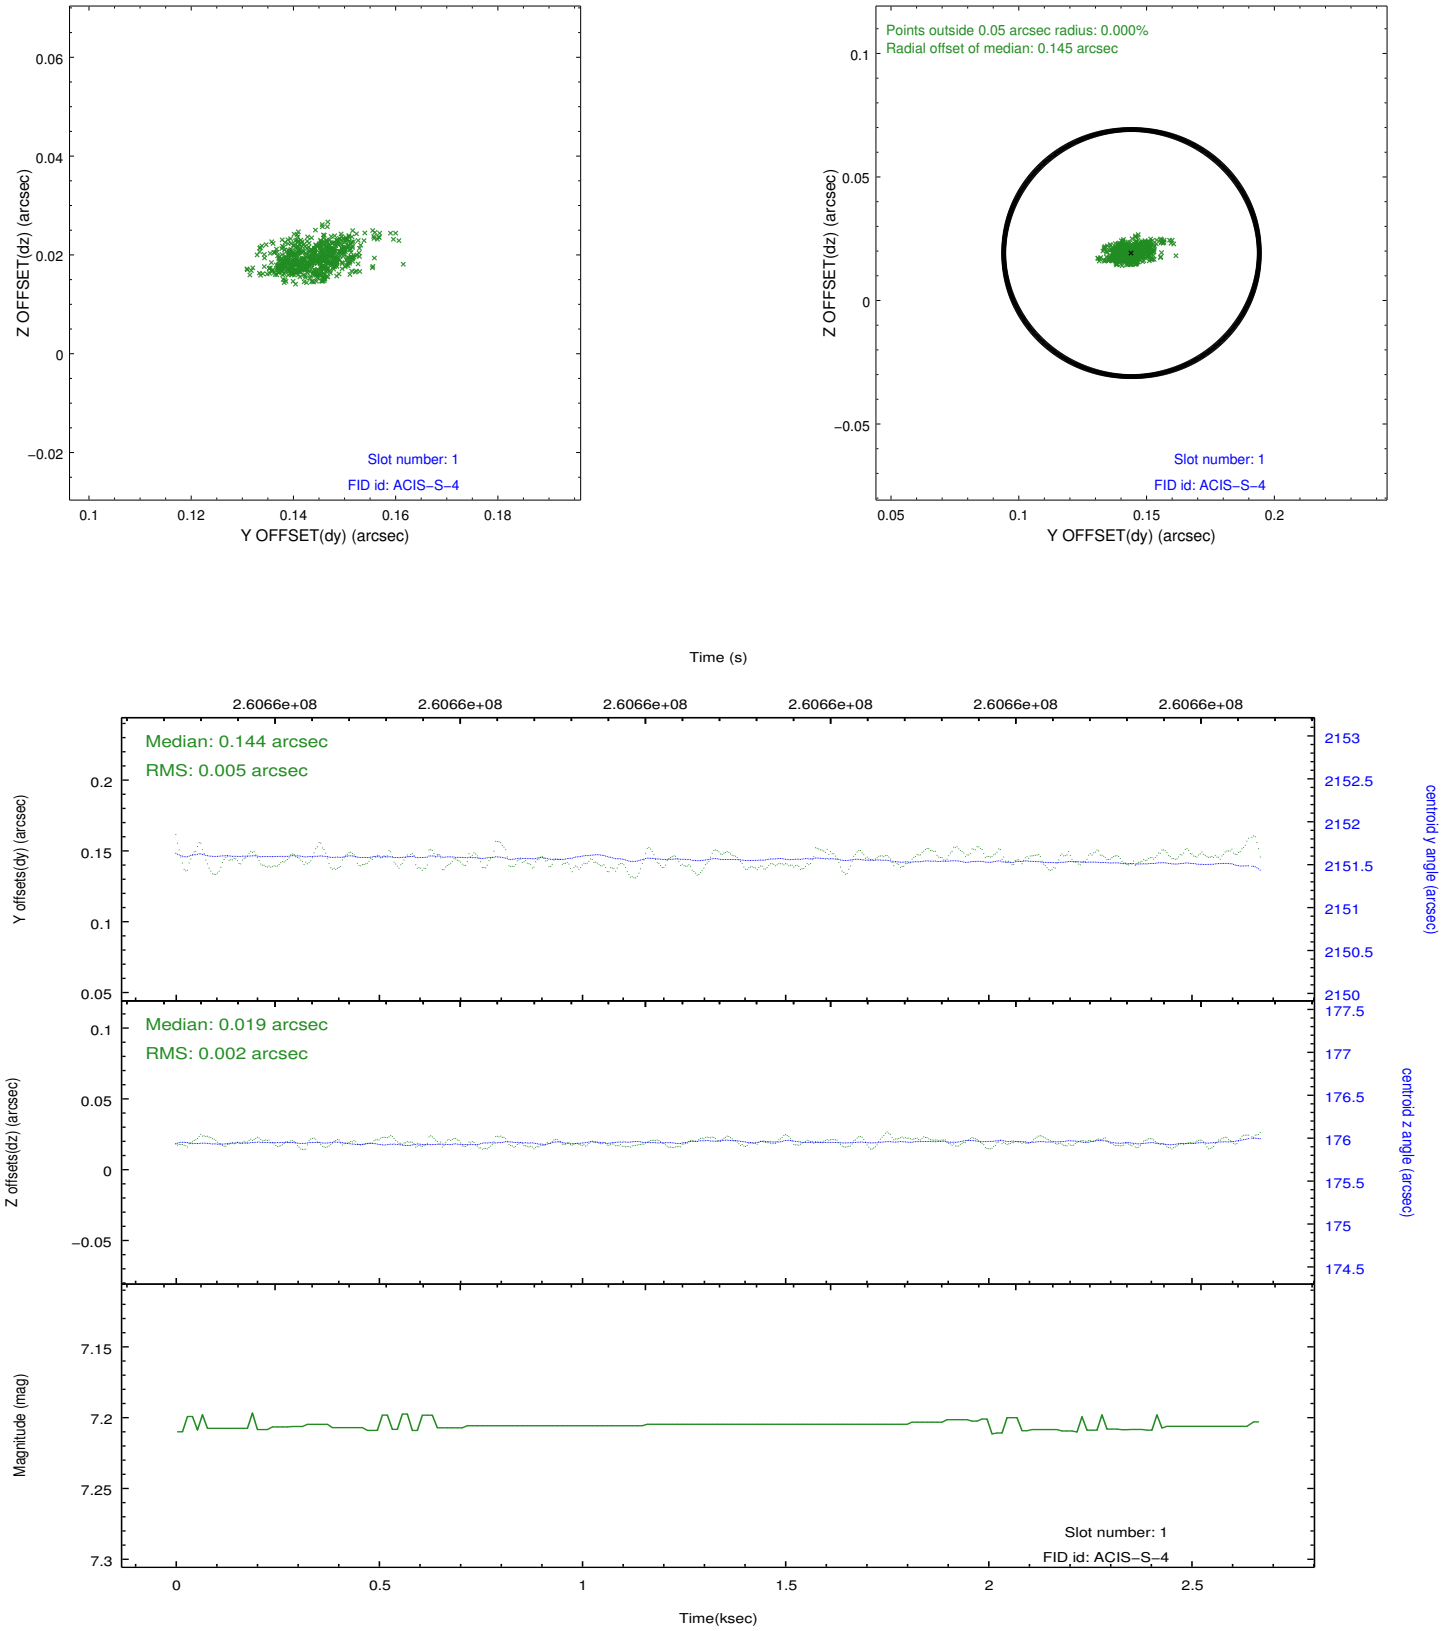 0.06
0.04
0.02
0
−0.02
Z OFFSET(dz) (arcsec)
Slot number: 1
FID id: ACIS−S−4
0.1 0.12 0.14 0.16 0.18
Y OFFSET(dy) (arcsec)
Points outside 0.05 arcsec radius: 0.000%
Radial offset of median: 0.145 arcsec
0.1
0.05
0
−0.05
Z OFFSET(dz) (arcsec)
Slot number: 1
FID id: ACIS−S−4
0.05 0.1 0.15 0.2
Y OFFSET(dy) (arcsec)
Time (s)
2.6066e+08 2.6066e+08 2.6066e+08 2.6066e+08 2.6066e+08 2.6066e+08
Median: 0.144 arcsec
RMS: 0.005 arcsec
0.2
0.15
0.1
0.05
Y offsets(dy) (arcsec)
2153
2152.5
2152
2151.5
2151
2150.5
2150
centroid y angle (arcsec)
Median: 0.019 arcsec
RMS: 0.002 arcsec
0.1
0.05
0
−0.05
Z offsets(dz) (arcsec)
177.5
177
176.5
176
175.5
175
174.5
centroid z angle (arcsec)
7.15
7.2
7.25
7.3
Magnitude (mag)
Slot number: 1
FID id: ACIS−S−4
0 0.5 1 1.5 2 2.5
Time(ksec)